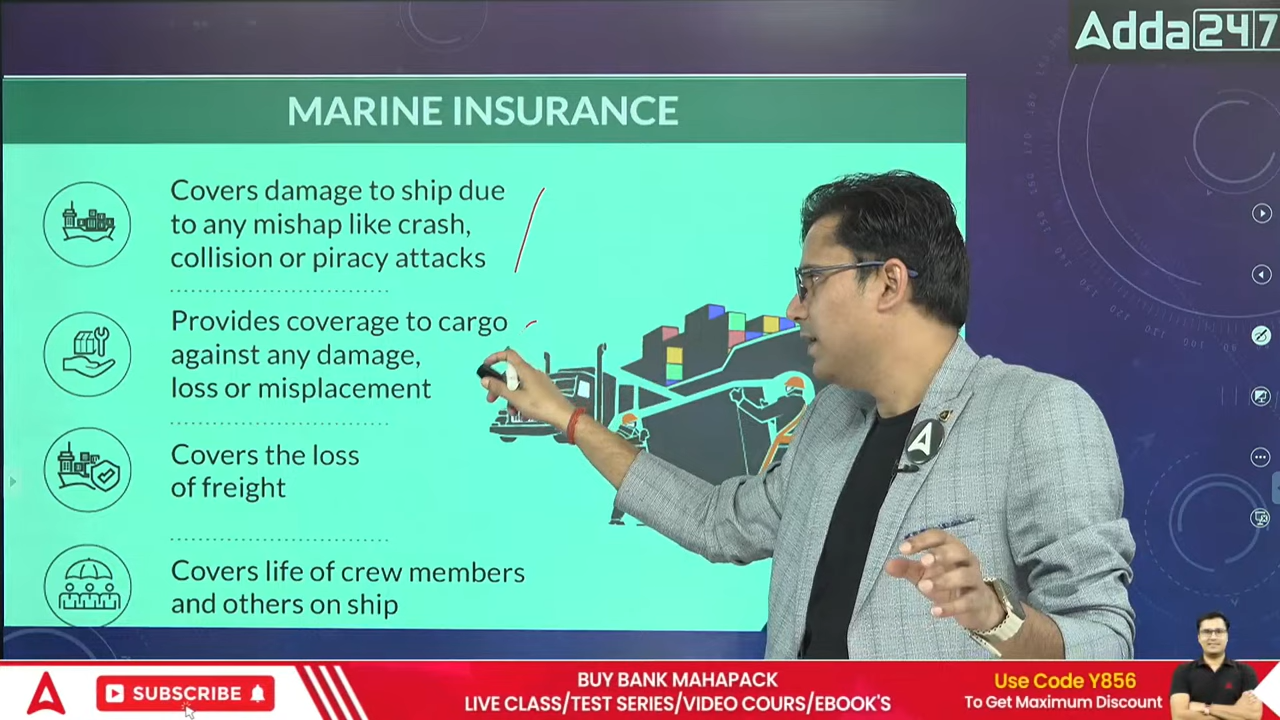 Adda247
MARINE INSURANCE
Covers damage to ship due
to any mishap like crash,
collision or piracy attacks
Provides coverage to cargo
against any damage,
loss or misplacement
Covers the loss
of freight
Covers life of crew members
and others on ship
SUBSCRIBE
BUY BANK MAHAPACK
LIVE CLASS/TEST SERIES/VIDEO COURS/EBOOK'S
Use Code Y856
To Get Maximum Discount